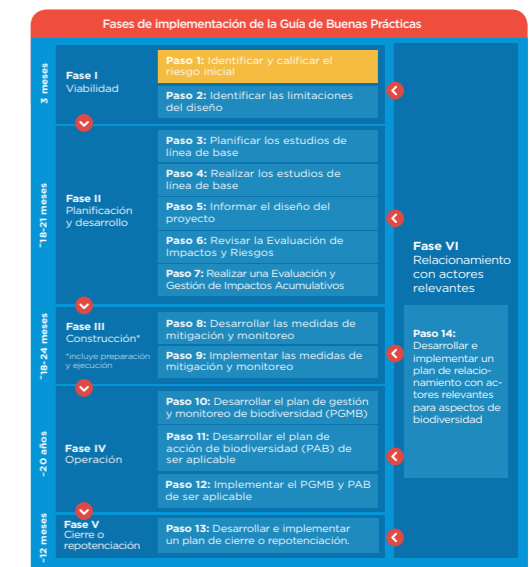 Fases de implementación de la Guía de Buenas Prácticas
3 meses
Fase I
Viabilidad
Paso 1: Identificar y calificar el
riesgo inicial
Paso 2: Identificar las limitaciones
del diseño
~18-21 meses
Fase II
Planificación
y desarrollo
Paso 3: Planificar los estudios de
línea de base
Paso 4: Realizar los estudios de
línea de base
Paso 5: Informar el diseño del
proyecto
Paso 6: Revisar la Evaluación de
Impactos y Riesgos
Paso 7: Realizar una Evaluación y
Gestión de Impactos Acumulativos
~18-24 meses
Fase III
Construcción*
*incluye preparación
y ejecución
Paso 8: Desarrollar las medidas de
mitigación y monitoreo
Paso 9: Implementar las medidas de
mitigación y monitoreo
~20 años
Fase IV
Operación
Paso 10: Desarrollar el plan de gestión
y monitoreo de biodiversidad (PGMB)
Paso 11: Desarrollar el plan de
acción de biodiversidad (PAB) de
ser aplicable
Paso 12: Implementar el PGMB y PAB
de ser aplicable
~12 meses
Fase V
Cierre o
repotenciación
Paso 13: Desarrollar e implementar
un plan de cierre o repotenciación.
Fase VI
Relacionamiento
con actores
relevantes
Paso 14:
Desarrollar e
implementar un
plan de relacio-
namiento con ac-
tores relevantes
para aspectos de
biodiversidad